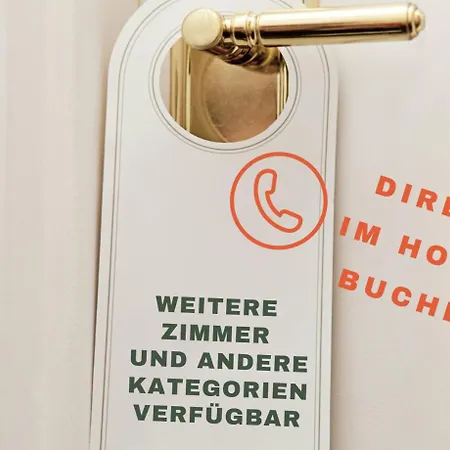 WEITERE
ZIMMER
UND ANDERE
KATEGORIEN
VERFÜGBAR
IM